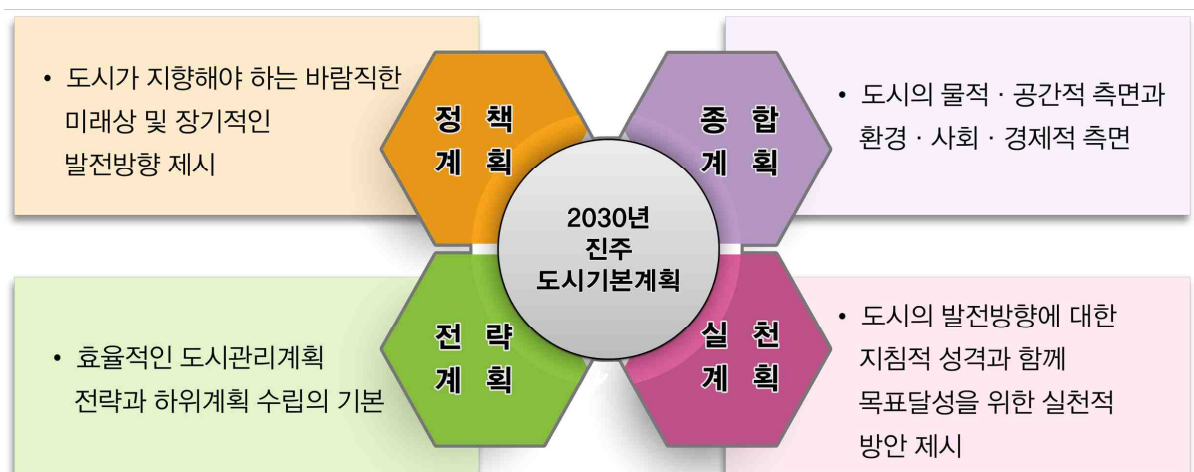 • 도시가 지향해야 하는 바람직한
미래상 및 장기적인
발전방향 제시
정 책
계 획
종 합
계 획
• 도시의 물적 · 공간적 측면과
환경 · 사회 · 경제적 측면
2030년
진주
도시기본계획
• 효율적인 도시관리계획
전략과 하위계획 수립의 기본
전 략
계 획
실 천
계 획
• 도시의 발전방향에 대한
지침적 성격과 함께
목표달성을 위한 실천적
방안 제시